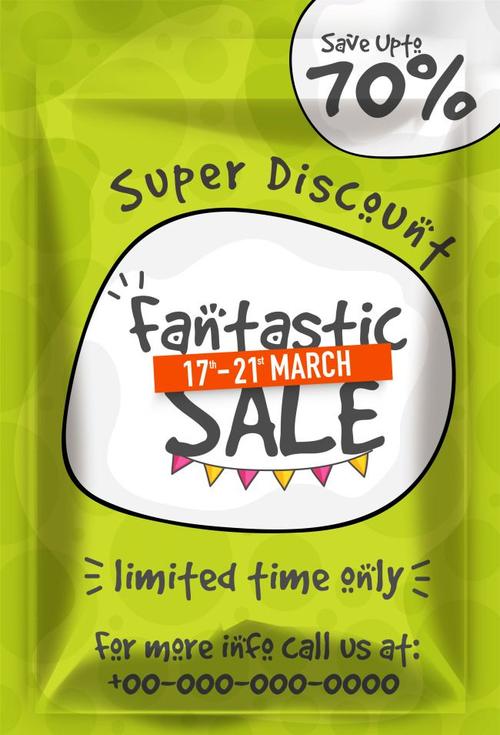 Save Upto
70%
Super Discount
fantastic
17th-21st MARCH
SALE
limited time only
for more info call us at:
+00-000-000-0000